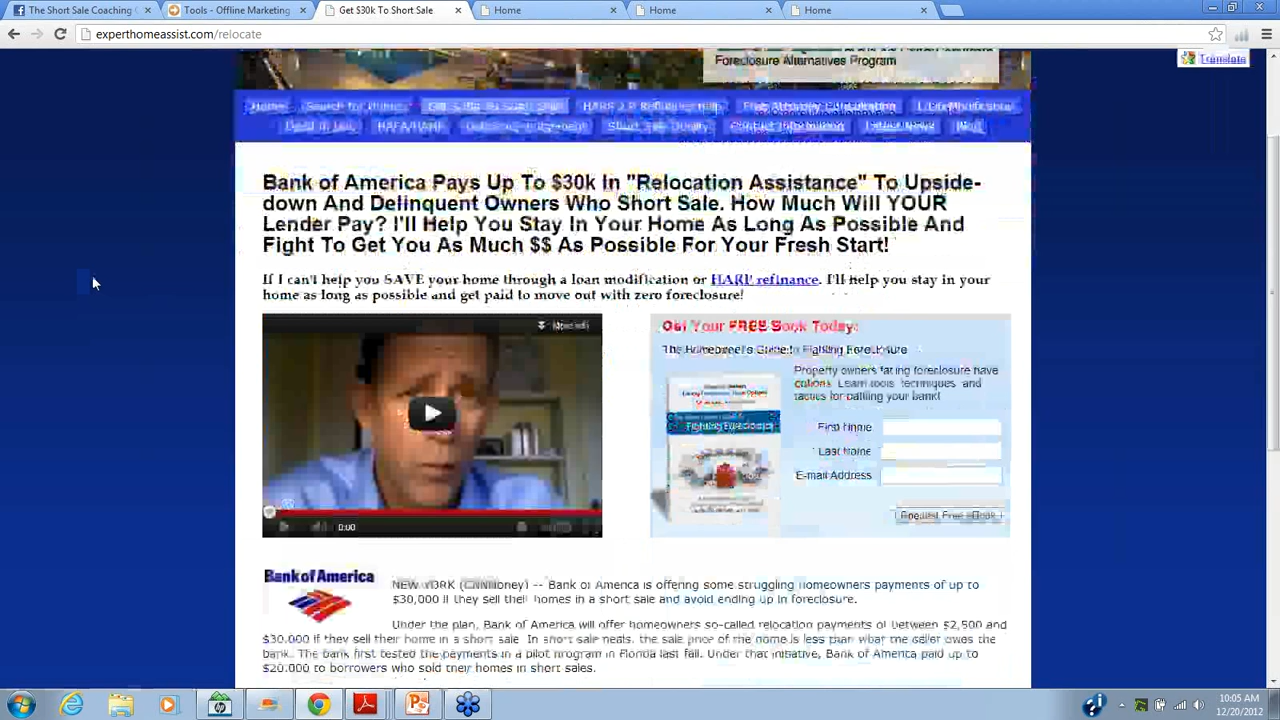 The Short Sale Coaching
Tools - Offline Marketing
Get $30k To Short Sale
Home
Home
Home
experthomeassist.com/relocate
Foreclosure Alternatives Program
Translate
Home
HAFA/HAMP
Bank of America Pays Up To $30k In "Relocation Assistance" To Upside-
down And Delinquent Owners Who Short Sale. How Much Will YOUR
Lender Pay? I'll Help You Stay In Your Home As Long As Possible And
Fight To Get You As Much $$ As Possible For Your Fresh Start!
If I can't help you SAVE your home through a loan modification or HARP refinance. I'll help you stay in your
home as long as possible and get paid to move out with zero foreclosure!
More info
0:00
Get Your FREE Book Today:
The Homeowner's Guide to Fighting Foreclosure
Property owners facing foreclosure have
options. Learn tools, techniques, and
tactics for battling your bank!
Fighting Foreclosure
First Name
Last Name
E-mail Address
Request Free eBook
Bank of America
NEW YORK (CNNMoney) -- Bank of America is offering some struggling homeowners payments of up to
$30,000 if they sell their homes in a short sale and avoid ending up in foreclosure.
Under the plan, Bank of America will offer homeowners so-called relocation payments of between $2,500 and
$30,000 if they sell their home in a short sale. In short sale deals, the sale price of the home is less than what the seller owes the
bank. The bank first tested the payments in a pilot program in Florida last fall. Under that initiative, Bank of America paid up to
$20,000 to borrowers who sold their homes in short sales.
10:05 AM
12/20/2012